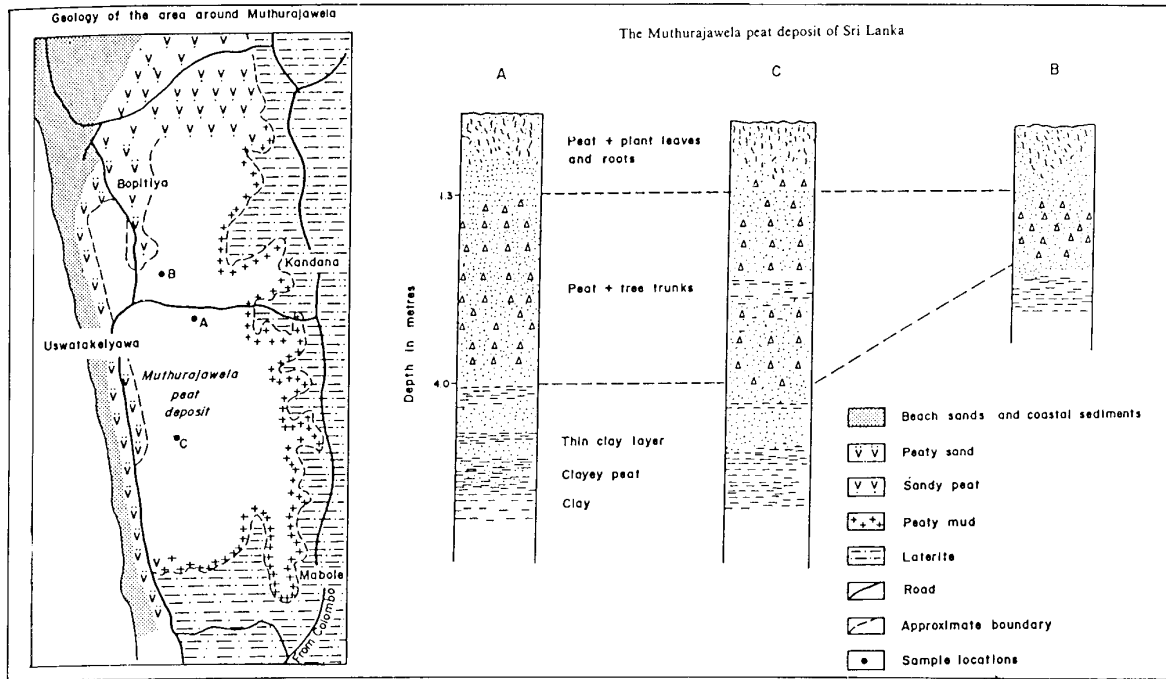 Geology of the area around Muthurajawela
The Muthurajawela peat deposit of Sri Lanka
A
C
B
Bopitiya
B
Kandana
A
Uswatakelyawa
Muthurajawela
peat
deposit
C
Mabole
From Colombo
Depth in metres
1.3
4.0
Peat + plant leaves
and roots
Peat + tree trunks
Thin clay layer
Clayey peat
Clay
Beach sands and coastal sediments
Peaty sand
Sandy peat
Peaty mud
Laterite
Road
Approximate boundary
Sample locations